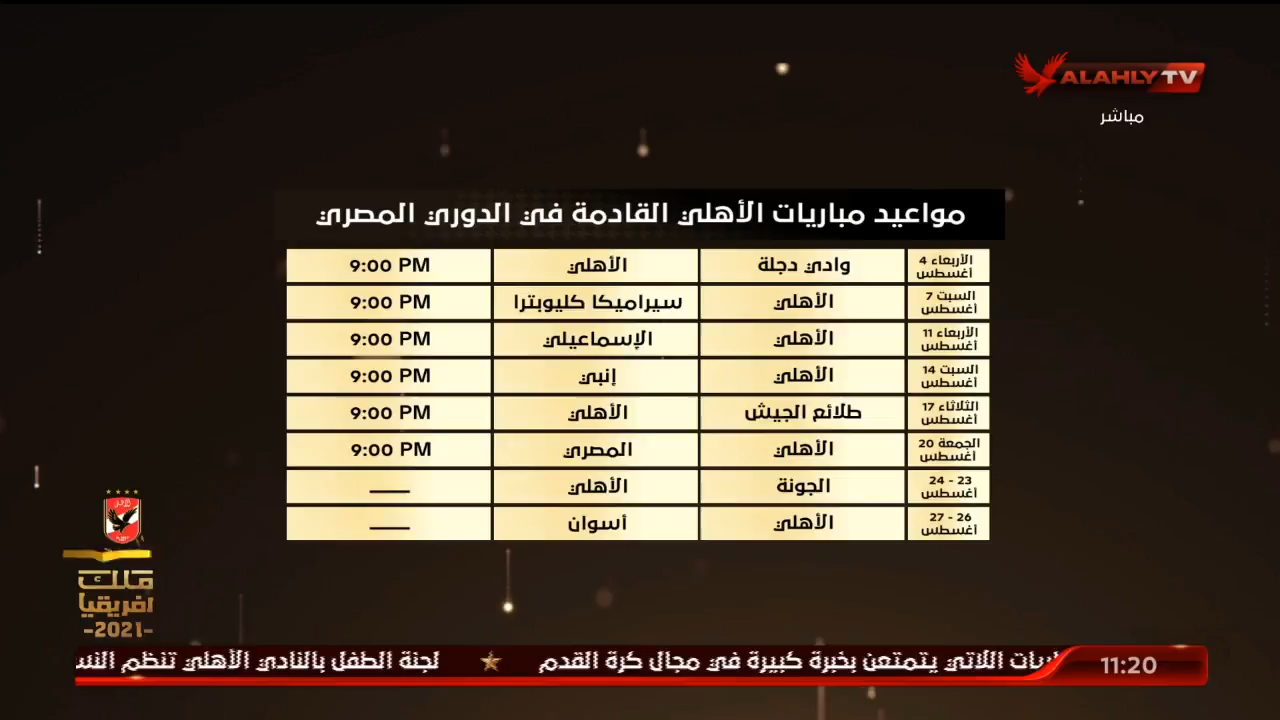 ALAHLY TV
مباشر
مواعيد مباريات الأهلي القادمة في الدوري المصري
الأربعاء 4 أغسطس وادي دجلة الأهلي 9:00 PM
السبت 7 أغسطس الأهلي سيراميكا كليوبترا 9:00 PM
الأربعاء 11 أغسطس الأهلي الإسماعيلي 9:00 PM
السبت 14 أغسطس الأهلي إنبي 9:00 PM
الثلاثاء 17 أغسطس طلائع الجيش الأهلي 9:00 PM
الجمعة 20 أغسطس الأهلي المصري 9:00 PM
23 - 24 أغسطس الجونة الأهلي ——
26 - 27 أغسطس الأهلي أسوان ——
ملك
افريقيا
-2021-
11:20
اللاتي يتمتعن بخبرة كبيرة في مجال كرة القدم ★ لجنة الطفل بالنادي الأهلي تنظم